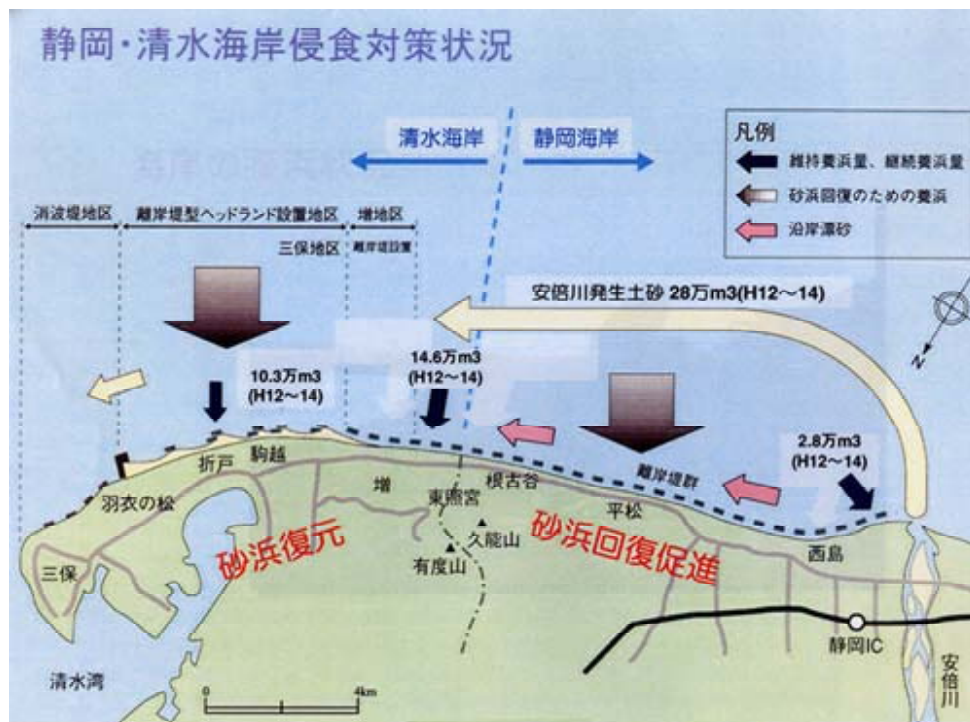 静岡・清水海岸侵食対策状況
清水海岸
静岡海岸
凡例
維持養浜量、継続養浜量
砂浜回復のための養浜
沿岸漂砂
消波堤地区
離岸堤型ヘッドランド設置地区
増地区
三保地区
離岸堤設置
安倍川発生土砂 28万m3(H12～14)
N
10.3万m3
(H12～14)
14.6万m3
(H12～14)
2.8万m3
(H12～14)
離岸堤群
羽衣の松
折戸
駒越
増
東照宮
根古谷
平松
西島
久能山
有度山
三保
砂浜復元
砂浜回復促進
静岡IC
安倍川
清水湾
0
4km